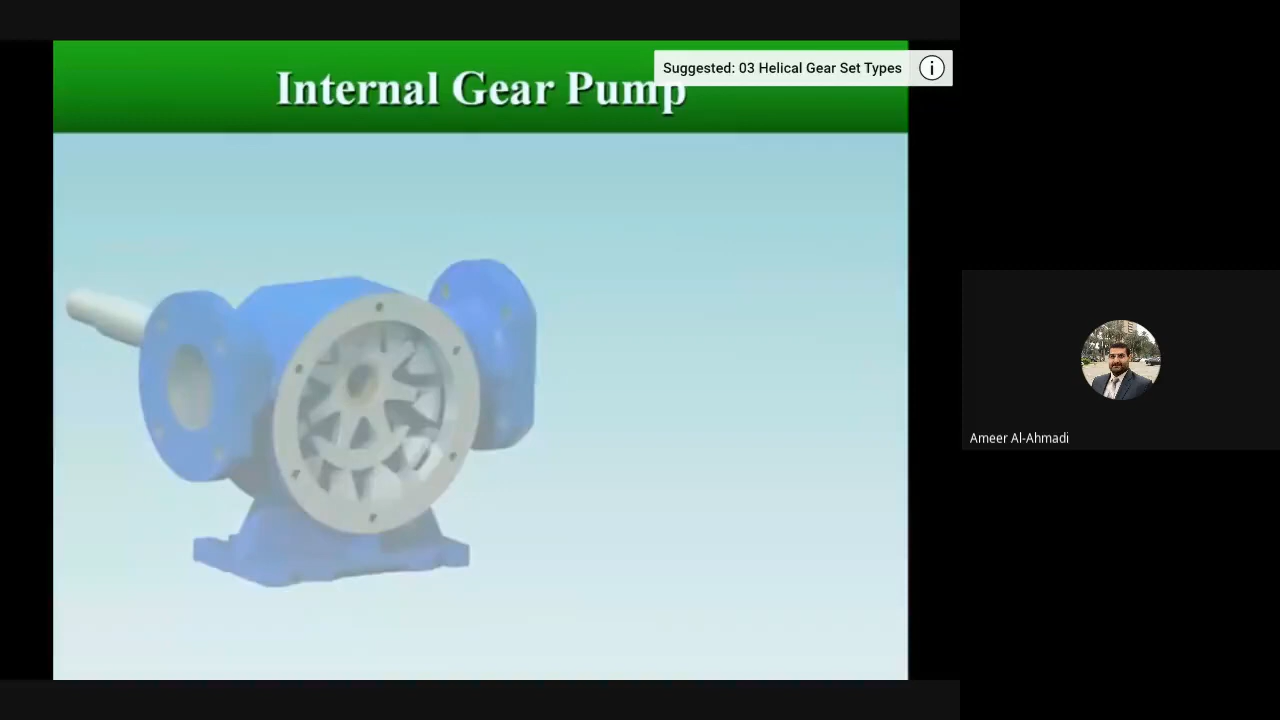 Internal Gear Pump
Suggested: 03 Helical Gear Set Types
Ameer Al-Ahmadi